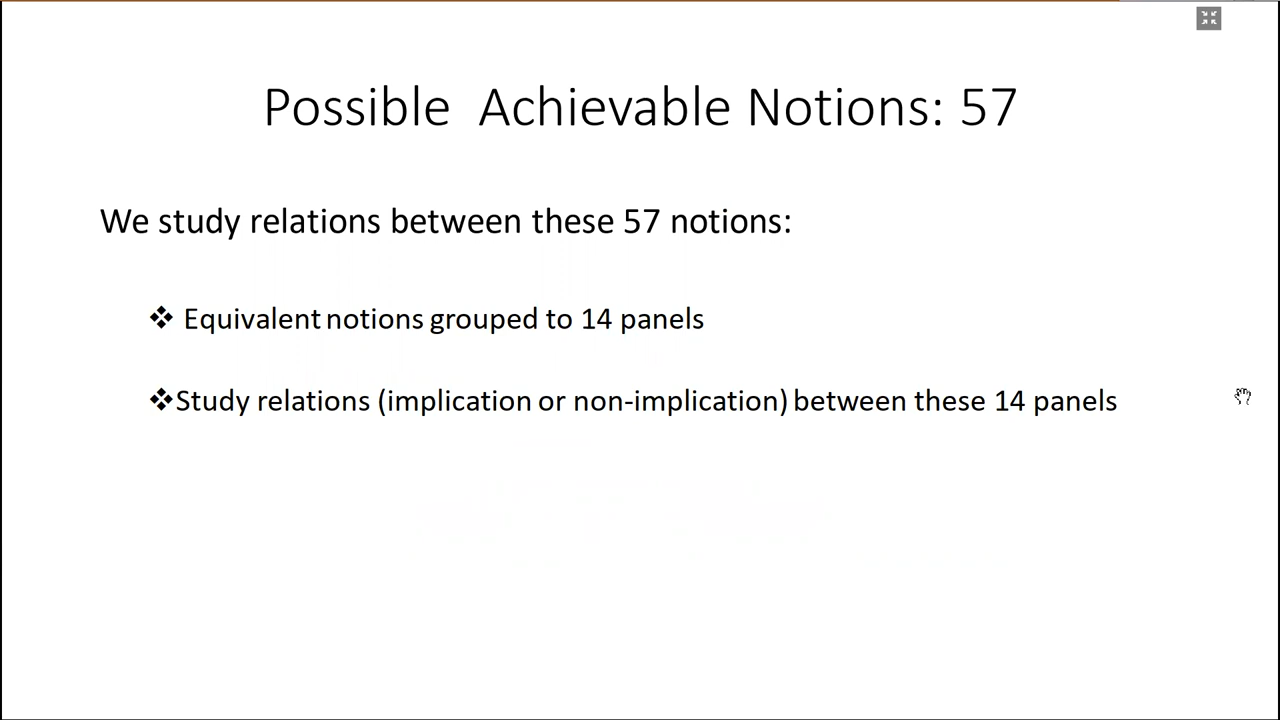 Possible Achievable Notions: 57
We study relations between these 57 notions:
❖ Equivalent notions grouped to 14 panels
❖Study relations (implication or non-implication) between these 14 panels